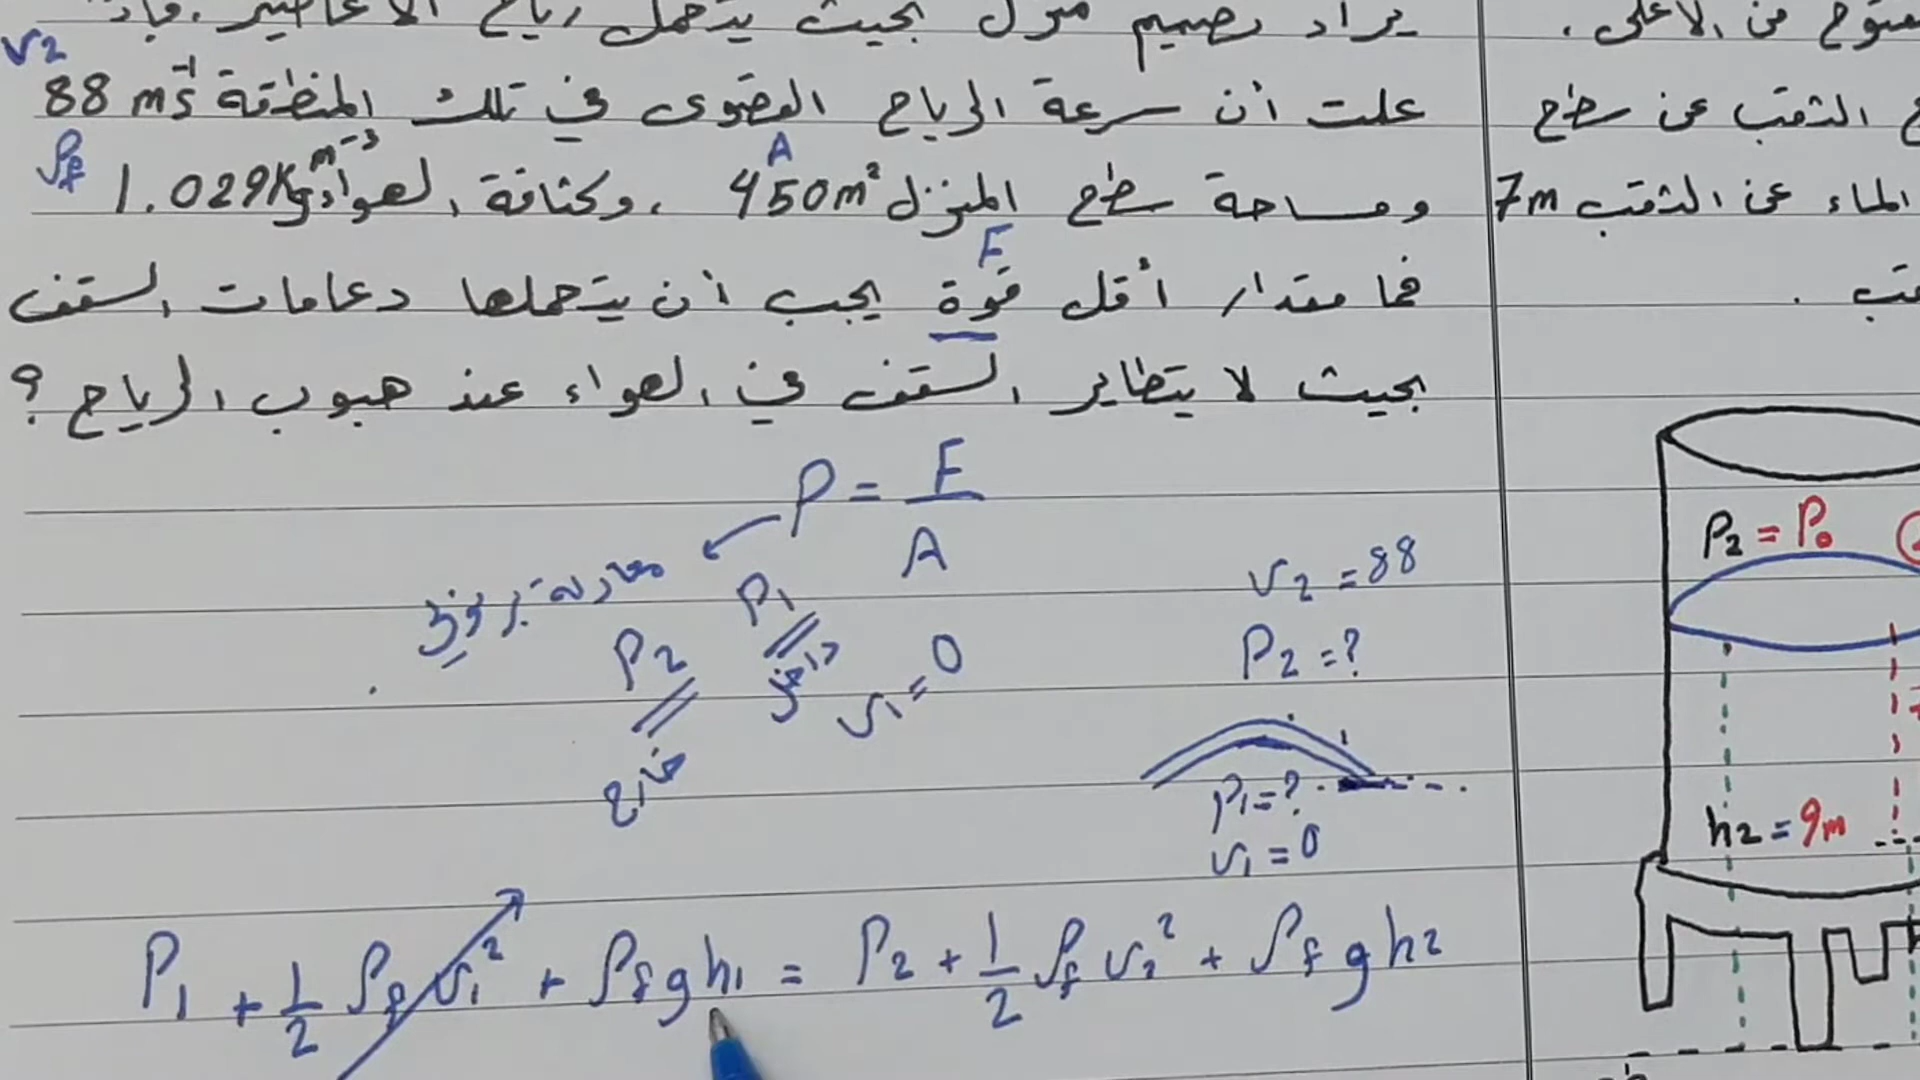 يراد تصميم منزل بحيث يتحمل رياح الأعاصير . فإذا
v2
علمت أن سرعة الرياح القصوى في تلك المنطقة 88 ms⁻¹
A
ρf
ومساحة سطح المنزل 450m² ، وكثافة الهواء 1.029Kg m⁻³
F
فما مقدار أقل قوة يجب أن يتحملها دعامات السقف
بحيث لا يتطاير السقف في الهواء عند هبوب الرياح ؟
P = F / A
معادلة برنولي
P1 داخل
v1 = 0
P2 خارج
v2 = 88
P2 = ?
P1 = ?
v1 = 0
P1 + 1/2 ρf v1² + ρf g h1 = P2 + 1/2 ρf v2² + ρf g h2
من الأعلى .
الثقب عن سطح
الماء عن الثقب 7m
P2 = P0
h2 = 9m